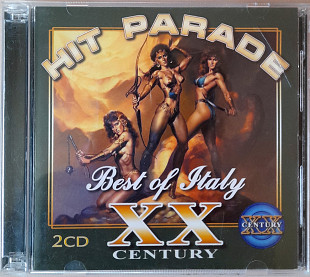 HIT PARADE
Best of Italy
XX
CENTURY
2CD
XX
CENTURY